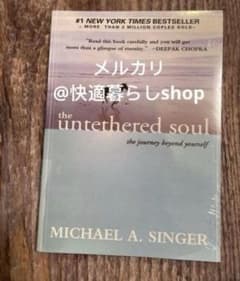 #1 NEW YORK TIMES BESTSELLER
MORE THAN 2 MILLION COPIES SOLD
"Read this book carefully and you will get
more than a glimpse of eternity." —DEEPAK CHOPRA
メルカリ
@快適暮らしshop
the
untethered soul
the journey beyond yourself
MICHAEL A. SINGER